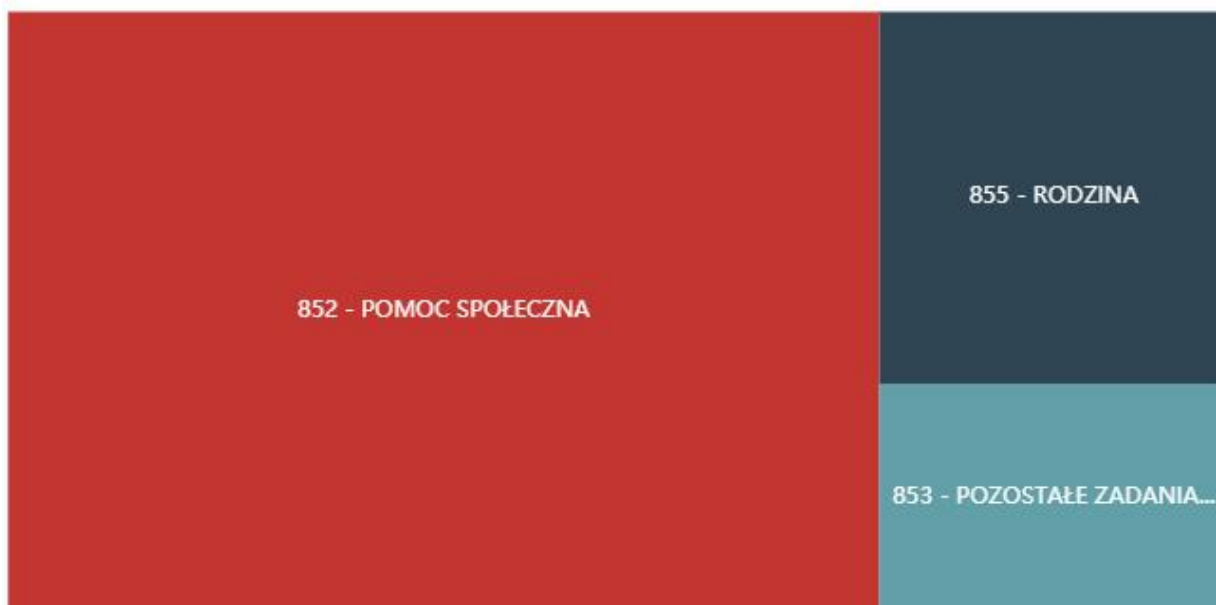 852 - POMOC SPOŁECZNA
855 - RODZINA
853 - POZOSTAŁE ZADANIA...